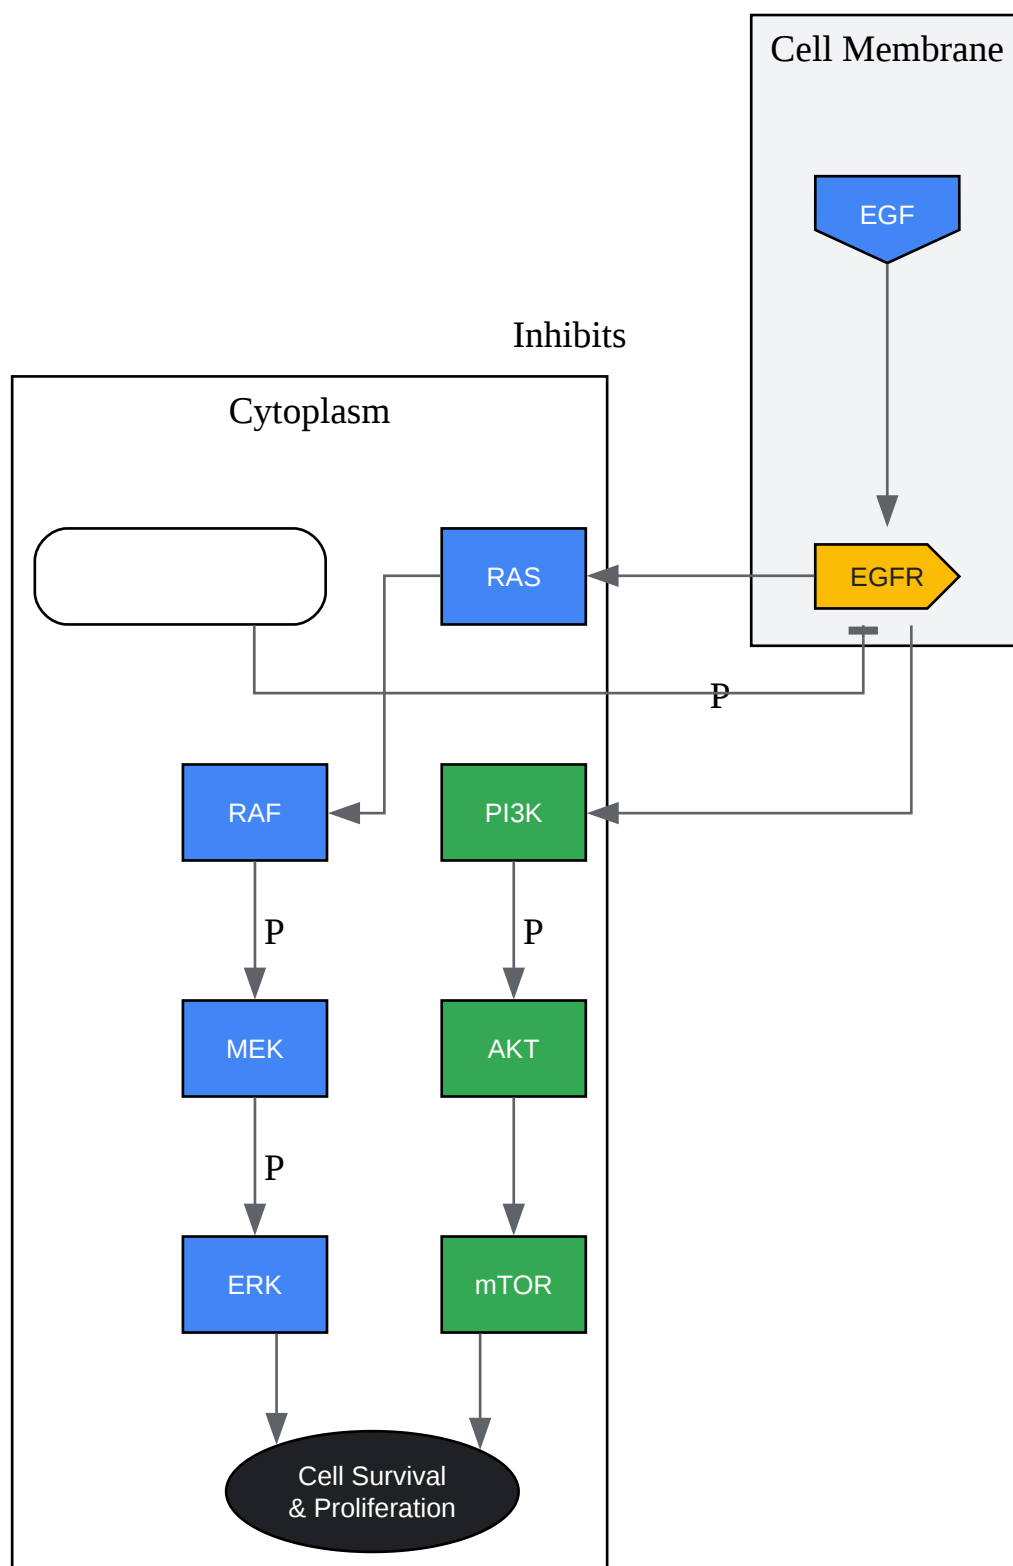 Cell Membrane
EGF
Inhibits
Cytoplasm
RAS
EGFR
P
RAF
PI3K
P
P
MEK
AKT
P
ERK
mTOR
Cell Survival
& Proliferation